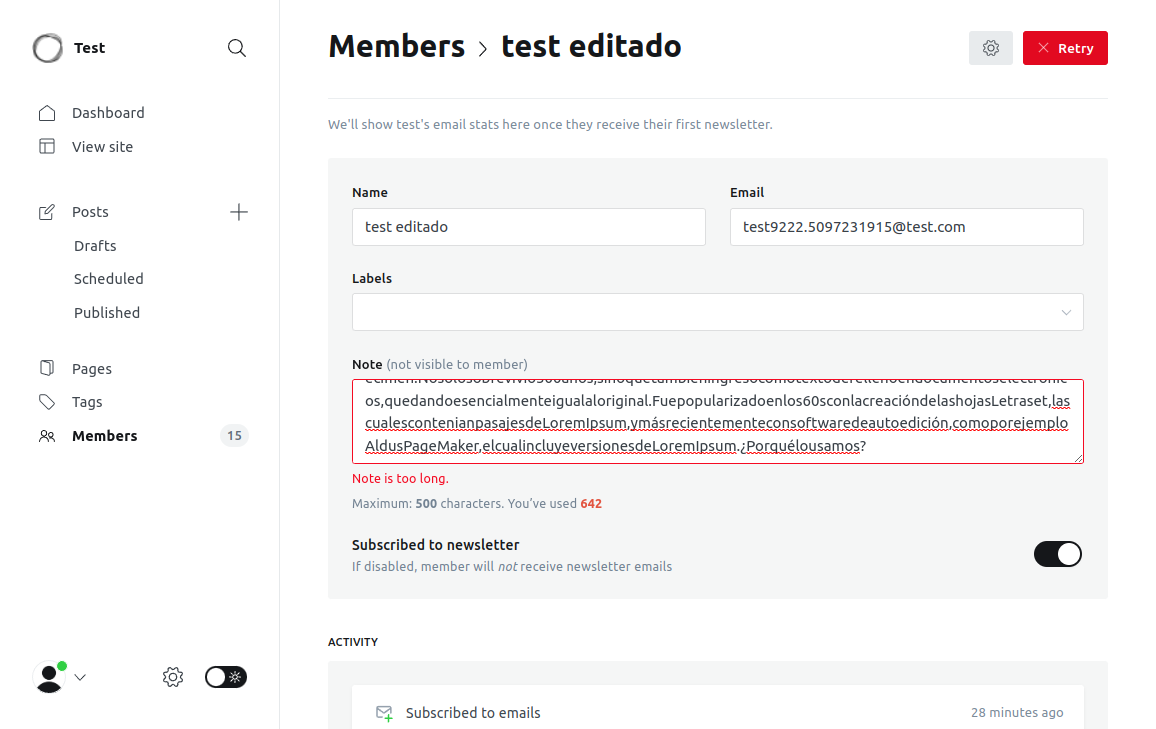 Test
Members › test editado
Retry
Dashboard
View site
We'll show test's email stats here once they receive their first newsletter.
Posts
Drafts
Scheduled
Published
Pages
Tags
Members 15
Name
test editado
Email
test9222.5097231915@test.com
Labels
Note (not visible to member)
os,quedandoesencialmenteigualaloriginal.Fuepopularizadoenlos60sconlacreacióndelashojasLetraset,las
cualescontenianpasajesdeLoremIpsum,ymásrecientementeconsoftwaredeautoedición,comoporejemplo
AldusPageMaker,elcualincluyeversionesdeLoremIpsum.¿Porquélousamos?
Note is too long.
Maximum: 500 characters. You've used 642
Subscribed to newsletter
If disabled, member will not receive newsletter emails
ACTIVITY
Subscribed to emails
28 minutes ago